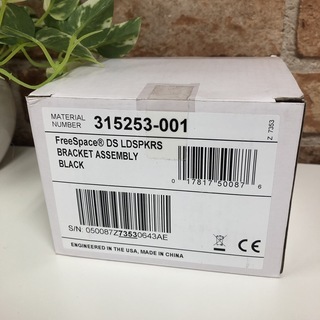 MATERIAL NUMBER 315253-001
Z 7353
FreeSpace® DS LDSPKRS
BRACKET ASSEMBLY
BLACK
0 17817 50087 6
S/N 050087Z73530643AE
ENGINEERED IN THE USA, MADE IN CHINA
CE